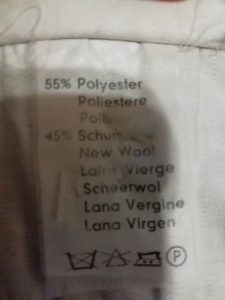 55% Polyester
Poliestere
45%
New Wool
Vierge
Scheerwol
Lana Vergine
Lana Virgen
P